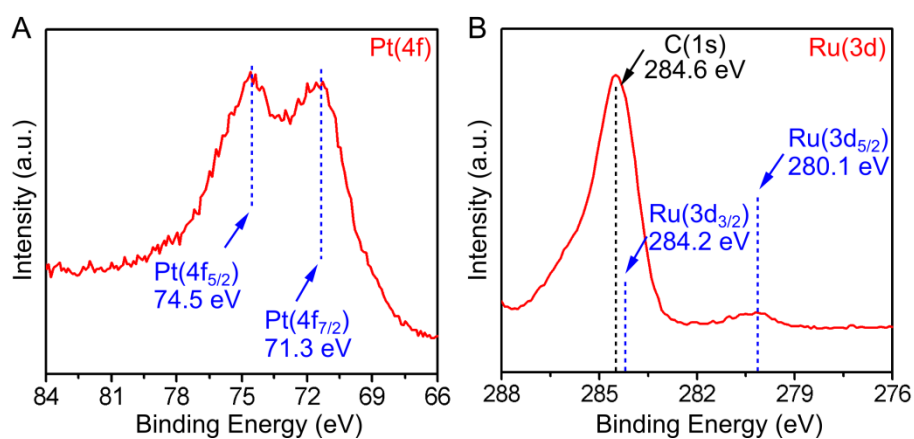 A
Pt(4f)
Intensity (a.u.)
Pt(4f5/2)
74.5 eV
Pt(4f7/2)
71.3 eV
84 81 78 75 72 69 66
Binding Energy (eV)
B
Ru(3d)
C(1s)
284.6 eV
Intensity (a.u.)
Ru(3d5/2)
280.1 eV
Ru(3d3/2)
284.2 eV
288 285 282 279 276
Binding Energy (eV)